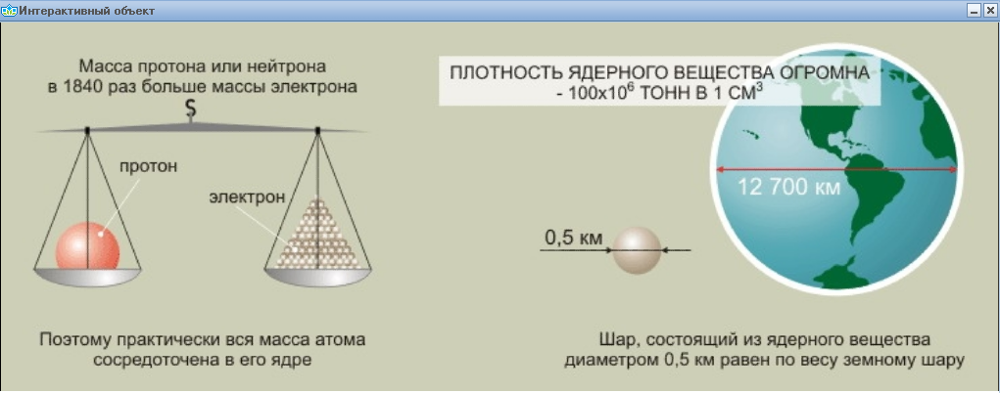 Интерактивный объект
Масса протона или нейтрона
в 1840 раз больше массы электрона
протон
электрон
Поэтому практически вся масса атома
сосредоточена в его ядре
ПЛОТНОСТЬ ЯДЕРНОГО ВЕЩЕСТВА ОГРОМНА
- 100х10⁶ ТОНН В 1 СМ³
12 700 км
0,5 км
Шар, состоящий из ядерного вещества
диаметром 0,5 км равен по весу земному шару